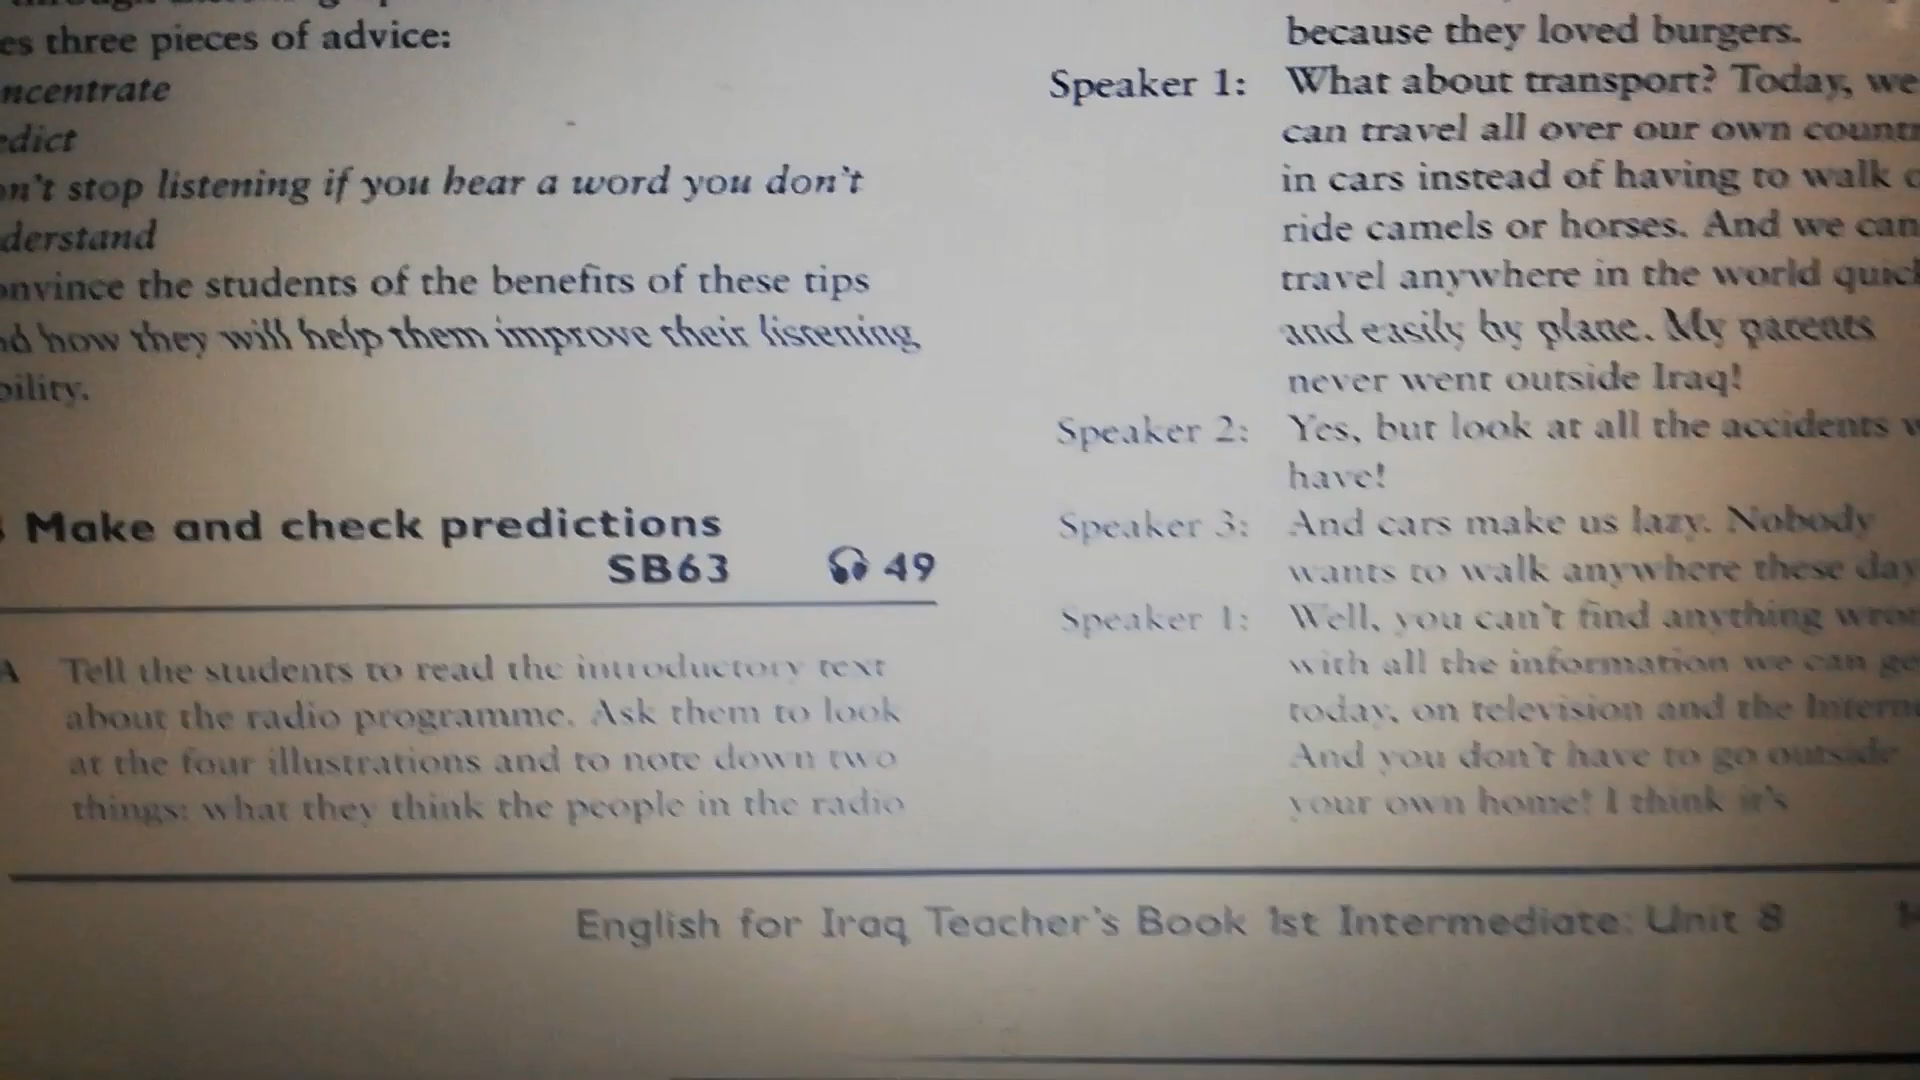 es three pieces of advice:
ncentrate
edict
on't stop listening if you hear a word you don't
derstand
onvince the students of the benefits of these tips
nd how they will help them improve their listening
bility.
Make and check predictions
SB63 49
A Tell the students to read the introductory text
about the radio programme. Ask them to look
at the four illustrations and to note down two
things: what they think the people in the radio
because they loved burgers.
Speaker 1: What about transport? Today, we
can travel all over our own countr
in cars instead of having to walk o
ride camels or horses. And we can
travel anywhere in the world quick
and easily by plane. My parents
never went outside Iraq!
Speaker 2: Yes, but look at all the accidents w
have!
Speaker 3: And cars make us lazy. Nobody
wants to walk anywhere these day
Speaker 1: Well, you can't find anything wron
with all the information we can ge
today, on television and the Interne
And you don't have to go outside
your own home! I think it's
English for Iraq Teacher's Book 1st Intermediate: Unit 8